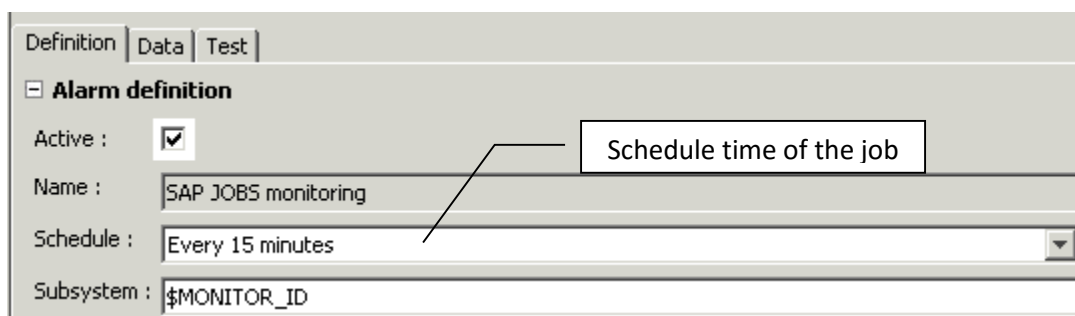 Definition Data Test
Alarm definition
Active :
Schedule time of the job
Name : SAP JOBS monitoring
Schedule : Every 15 minutes
Subsystem : $MONITOR_ID